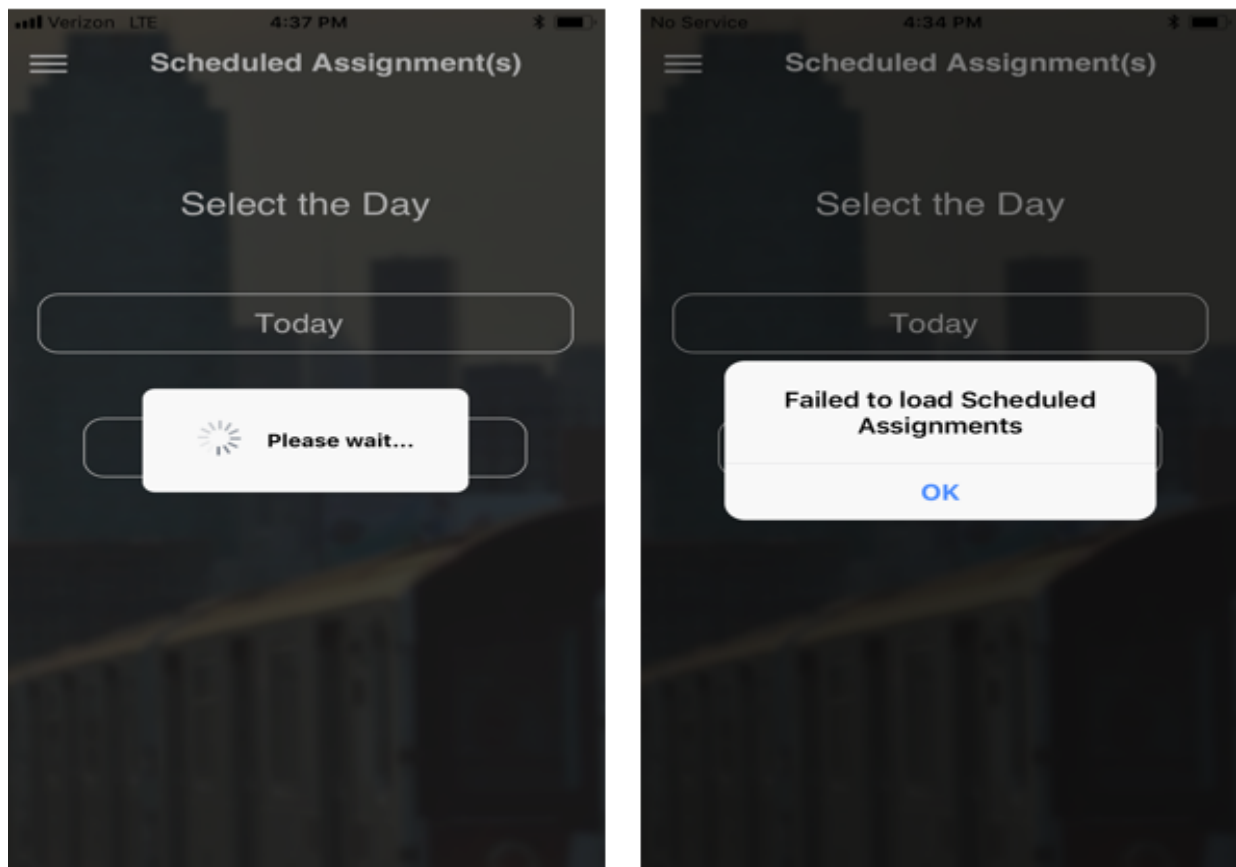 Verizon LTE 4:37 PM
Scheduled Assignment(s)
Select the Day
Today
Please wait...
No Service 4:34 PM
Scheduled Assignment(s)
Select the Day
Today
Failed to load Scheduled
Assignments
OK